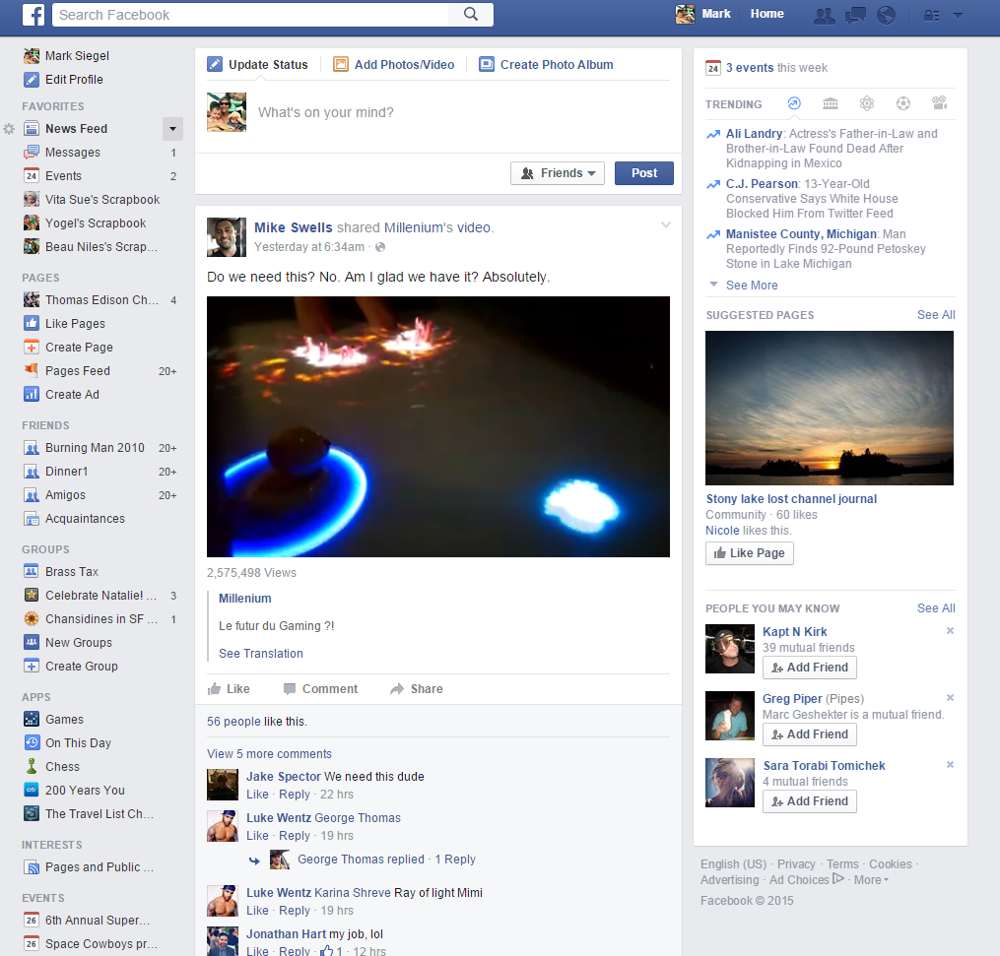 f Search Facebook Mark Home
Mark Siegel
Edit Profile
FAVORITES
News Feed
Messages 1
24 Events 2
Vita Sue's Scrapbook
Yogel's Scrapbook
Beau Niles's Scrap...
PAGES
Thomas Edison Ch... 4
Like Pages
Create Page
Pages Feed 20+
Create Ad
FRIENDS
Burning Man 2010 20+
Dinner1 20+
Amigos 20+
Acquaintances
GROUPS
Brass Tax
Celebrate Natalie! ... 3
Chansidines in SF ... 1
New Groups
Create Group
APPS
Games
On This Day
Chess
200 Years You
The Travel List Ch...
INTERESTS
Pages and Public ...
EVENTS
26 6th Annual Super...
26 Space Cowboys pr...
Update Status Add Photos/Video Create Photo Album
What's on your mind?
Friends Post
Mike Swells shared Millenium's video.
Yesterday at 6:34am ·
Do we need this? No. Am I glad we have it? Absolutely.
2,575,498 Views
Millenium
Le futur du Gaming ?!
See Translation
Like Comment Share
56 people like this.
View 5 more comments
Jake Spector We need this dude
Like · Reply · 22 hrs
Luke Wentz George Thomas
Like · Reply · 19 hrs
George Thomas replied · 1 Reply
Luke Wentz Karina Shreve Ray of light Mimi
Like · Reply · 19 hrs
Jonathan Hart my job, lol
Like · Reply · 1 · 12 hrs
24 3 events this week
TRENDING
Ali Landry: Actress's Father-in-Law and
Brother-in-Law Found Dead After
Kidnapping in Mexico
C.J. Pearson: 13-Year-Old
Conservative Says White House
Blocked Him From Twitter Feed
Manistee County, Michigan: Man
Reportedly Finds 92-Pound Petoskey
Stone in Lake Michigan
See More
SUGGESTED PAGES See All
Stony lake lost channel journal
Community · 60 likes
Nicole likes this.
Like Page
PEOPLE YOU MAY KNOW See All
Kapt N Kirk
39 mutual friends
Add Friend
Greg Piper (Pipes)
Marc Geshekter is a mutual friend.
Add Friend
Sara Torabi Tomichek
4 mutual friends
Add Friend
English (US) · Privacy · Terms · Cookies ·
Advertising · Ad Choices · More
Facebook © 2015